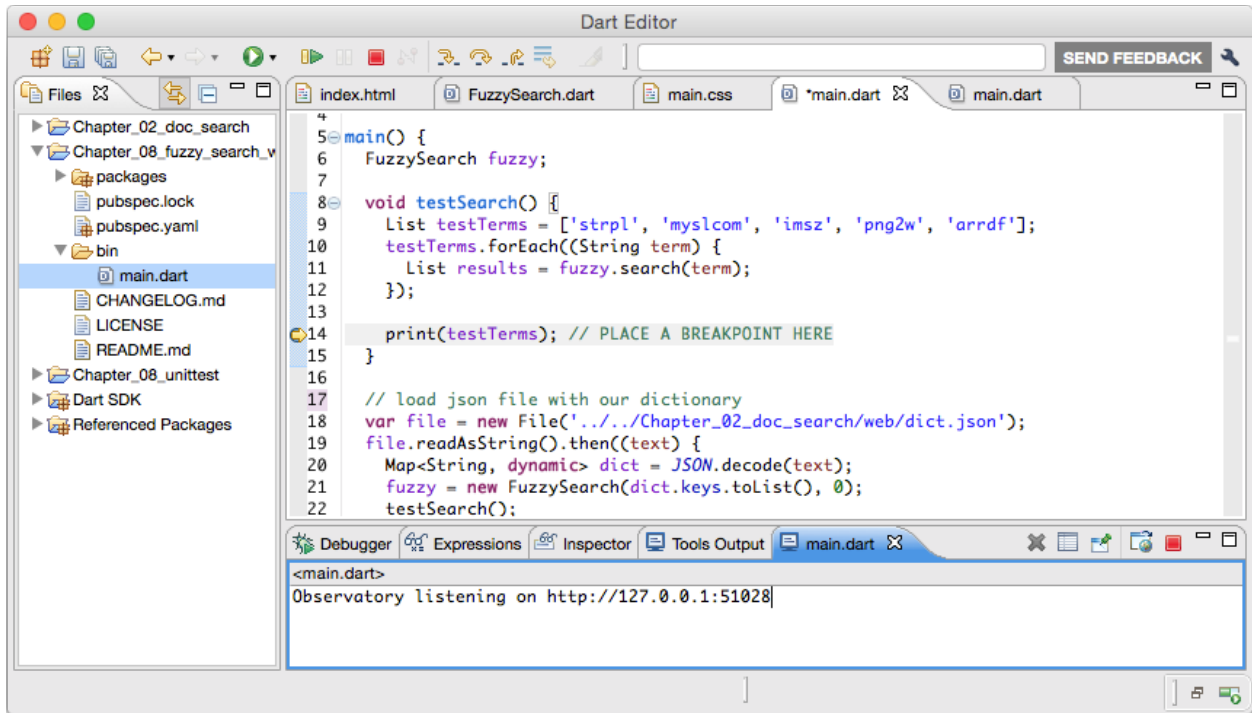 Dart Editor
SEND FEEDBACK
Files
Chapter_02_doc_search
Chapter_08_fuzzy_search_w
packages
pubspec.lock
pubspec.yaml
bin
main.dart
CHANGELOG.md
LICENSE
README.md
Chapter_08_unittest
Dart SDK
Referenced Packages
index.html FuzzySearch.dart main.css *main.dart main.dart
4
5 main() {
6 FuzzySearch fuzzy;
7
8 void testSearch() {
9 List testTerms = ['strpl', 'myslcom', 'imsz', 'png2w', 'arrdf'];
10 testTerms.forEach((String term) {
11 List results = fuzzy.search(term);
12 });
13
14 print(testTerms); // PLACE A BREAKPOINT HERE
15 }
16
17 // load json file with our dictionary
18 var file = new File('../../Chapter_02_doc_search/web/dict.json');
19 file.readAsString().then((text) {
20 Map<String, dynamic> dict = JSON.decode(text);
21 fuzzy = new FuzzySearch(dict.keys.toList(), 0);
22 testSearch();
Debugger Expressions Inspector Tools Output main.dart
<main.dart>
Observatory listening on http://127.0.0.1:51028